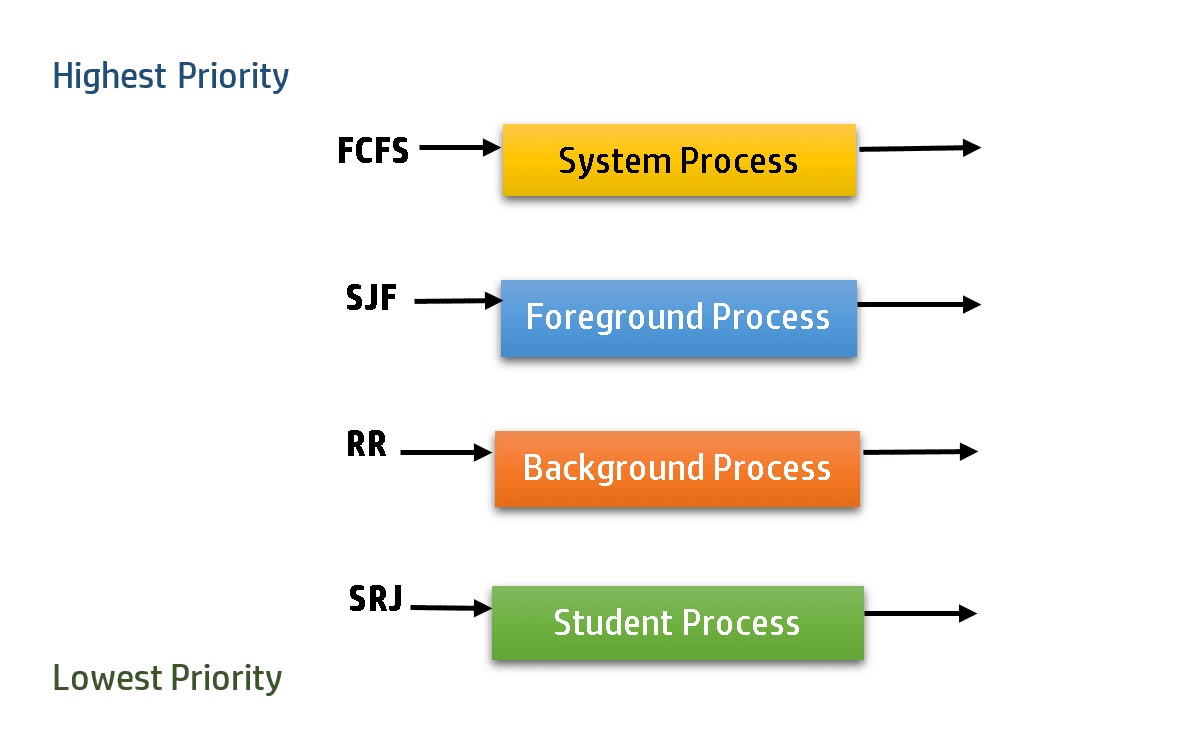 Highest Priority
FCFS
System Process
SJF
Foreground Process
RR
Background Process
SRJ
Student Process
Lowest Priority